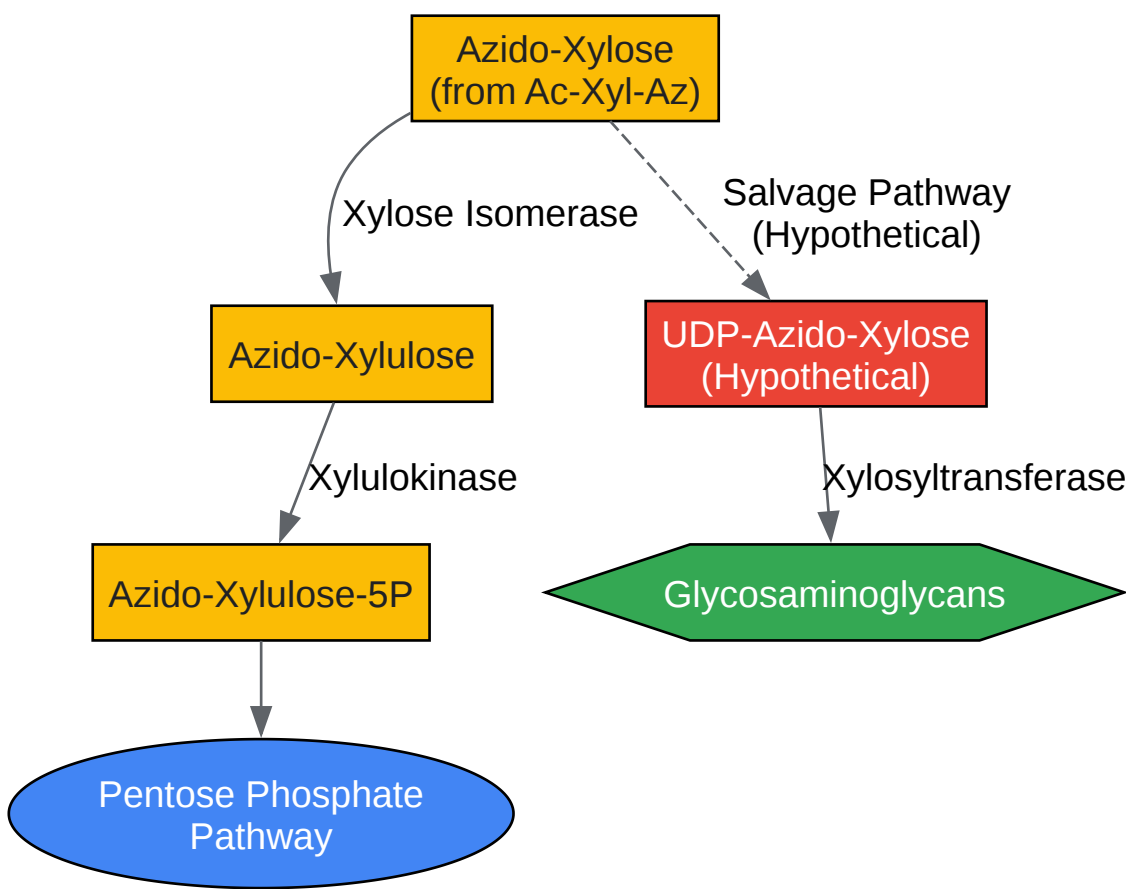 Azido-Xylose
(from Ac-Xyl-Az)
Xylose Isomerase
Salvage Pathway
(Hypothetical)
Azido-Xylulose
UDP-Azido-Xylose
(Hypothetical)
Xylulokinase
Xylosyltransferase
Azido-Xylulose-5P
Glycosaminoglycans
Pentose Phosphate
Pathway